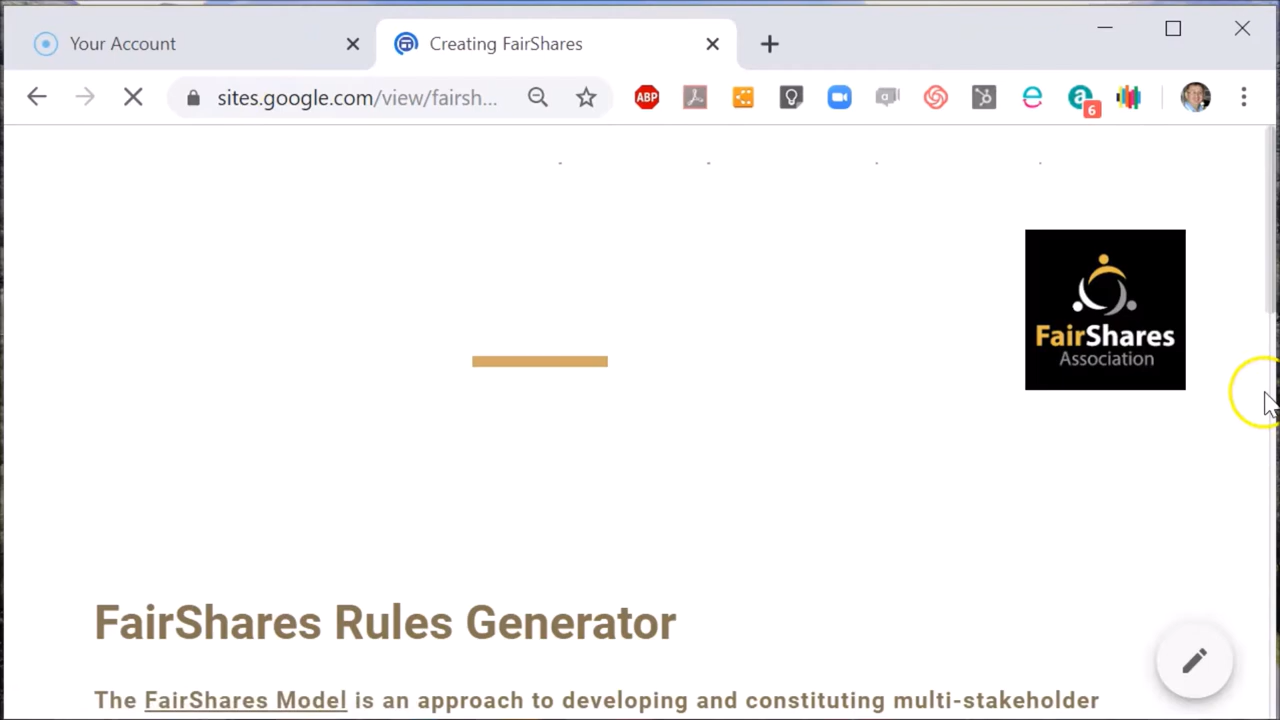 Your Account
Creating FairShares
sites.google.com/view/fairsh...
ABP
a
e
a
6
FairShares
Association
FairShares Rules Generator
The FairShares Model is an approach to developing and constituting multi-stakeholder